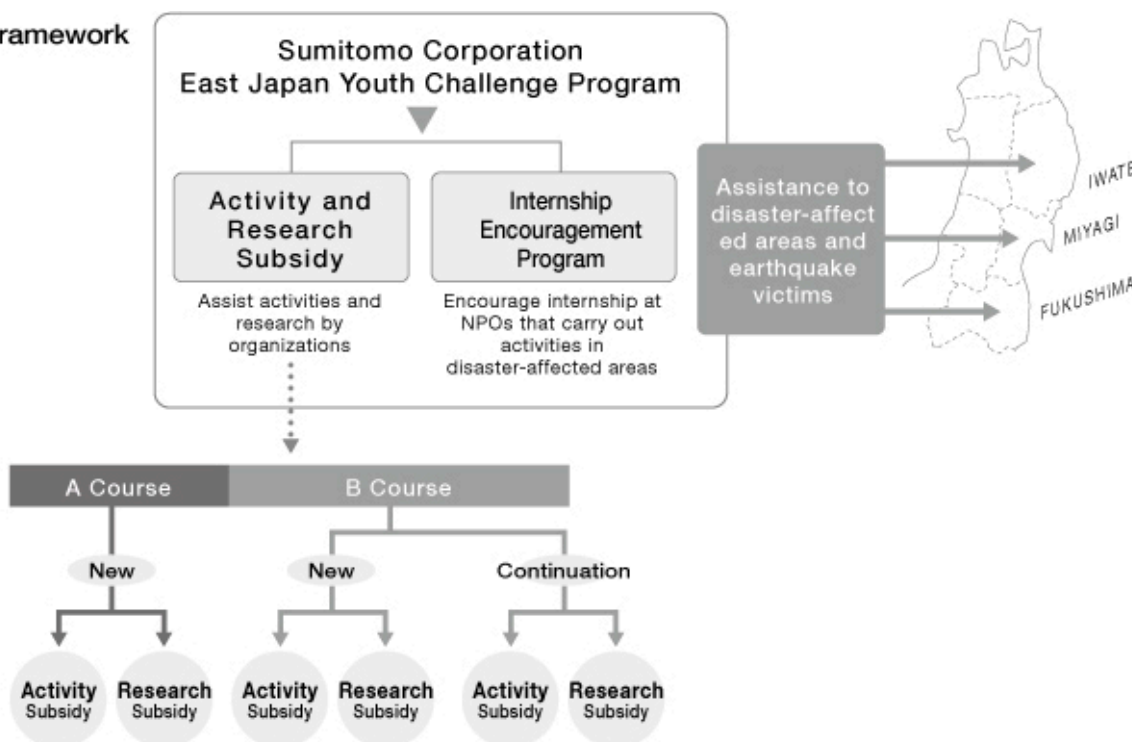 ramework
Sumitomo Corporation
East Japan Youth Challenge Program
Activity and
Research
Subsidy
Internship
Encouragement
Program
Assist activities and
research by
organizations
Encourage internship at
NPOs that carry out
activities in
disaster-affected areas
Assistance to
disaster-affect
ed areas and
earthquake
victims
IWATE
MIYAGI
FUKUSHIMA
A Course
B Course
New
New
Continuation
Activity
Subsidy
Research
Subsidy
Activity
Subsidy
Research
Subsidy
Activity
Subsidy
Research
Subsidy